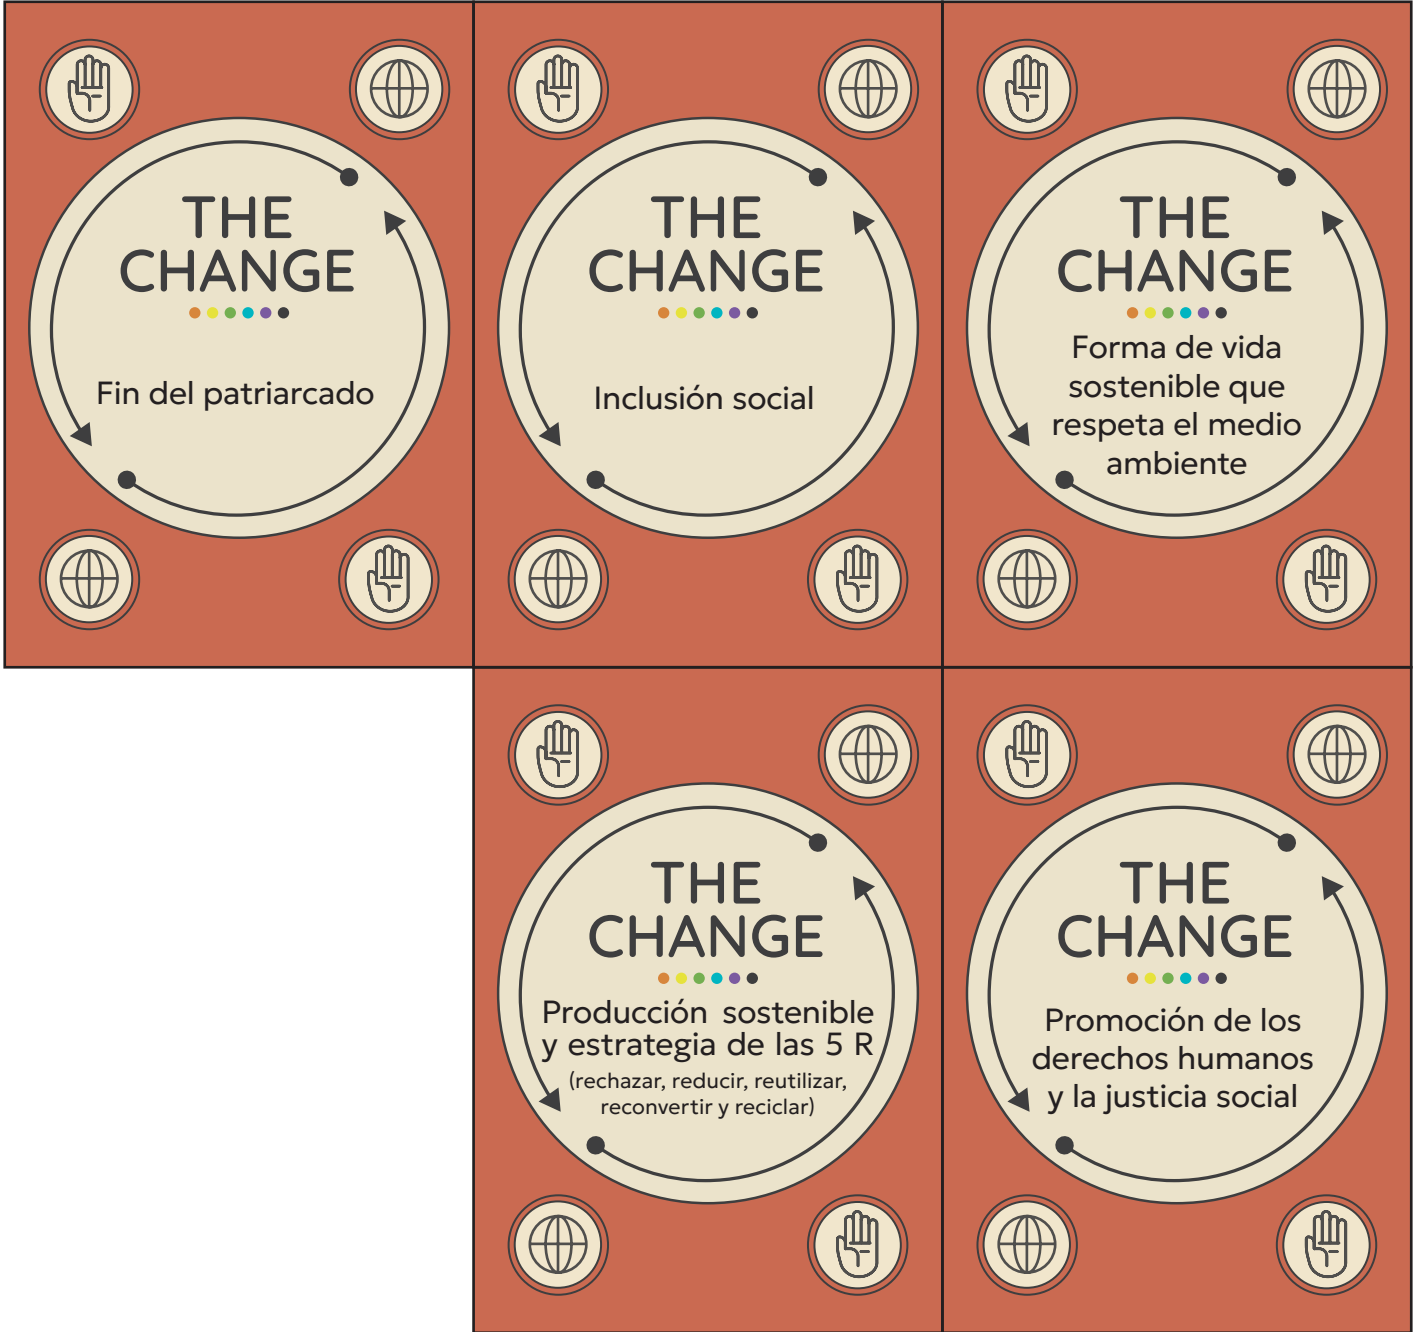 THE
CHANGE
Fin del patriarcado
THE
CHANGE
Inclusión social
THE
CHANGE
Forma de vida
sostenible que
respeta el medio
ambiente
THE
CHANGE
Producción sostenible
y estrategia de las 5 R
(rechazar, reducir, reutilizar,
reconvertir y reciclar)
THE
CHANGE
Promoción de los
derechos humanos
y la justicia social